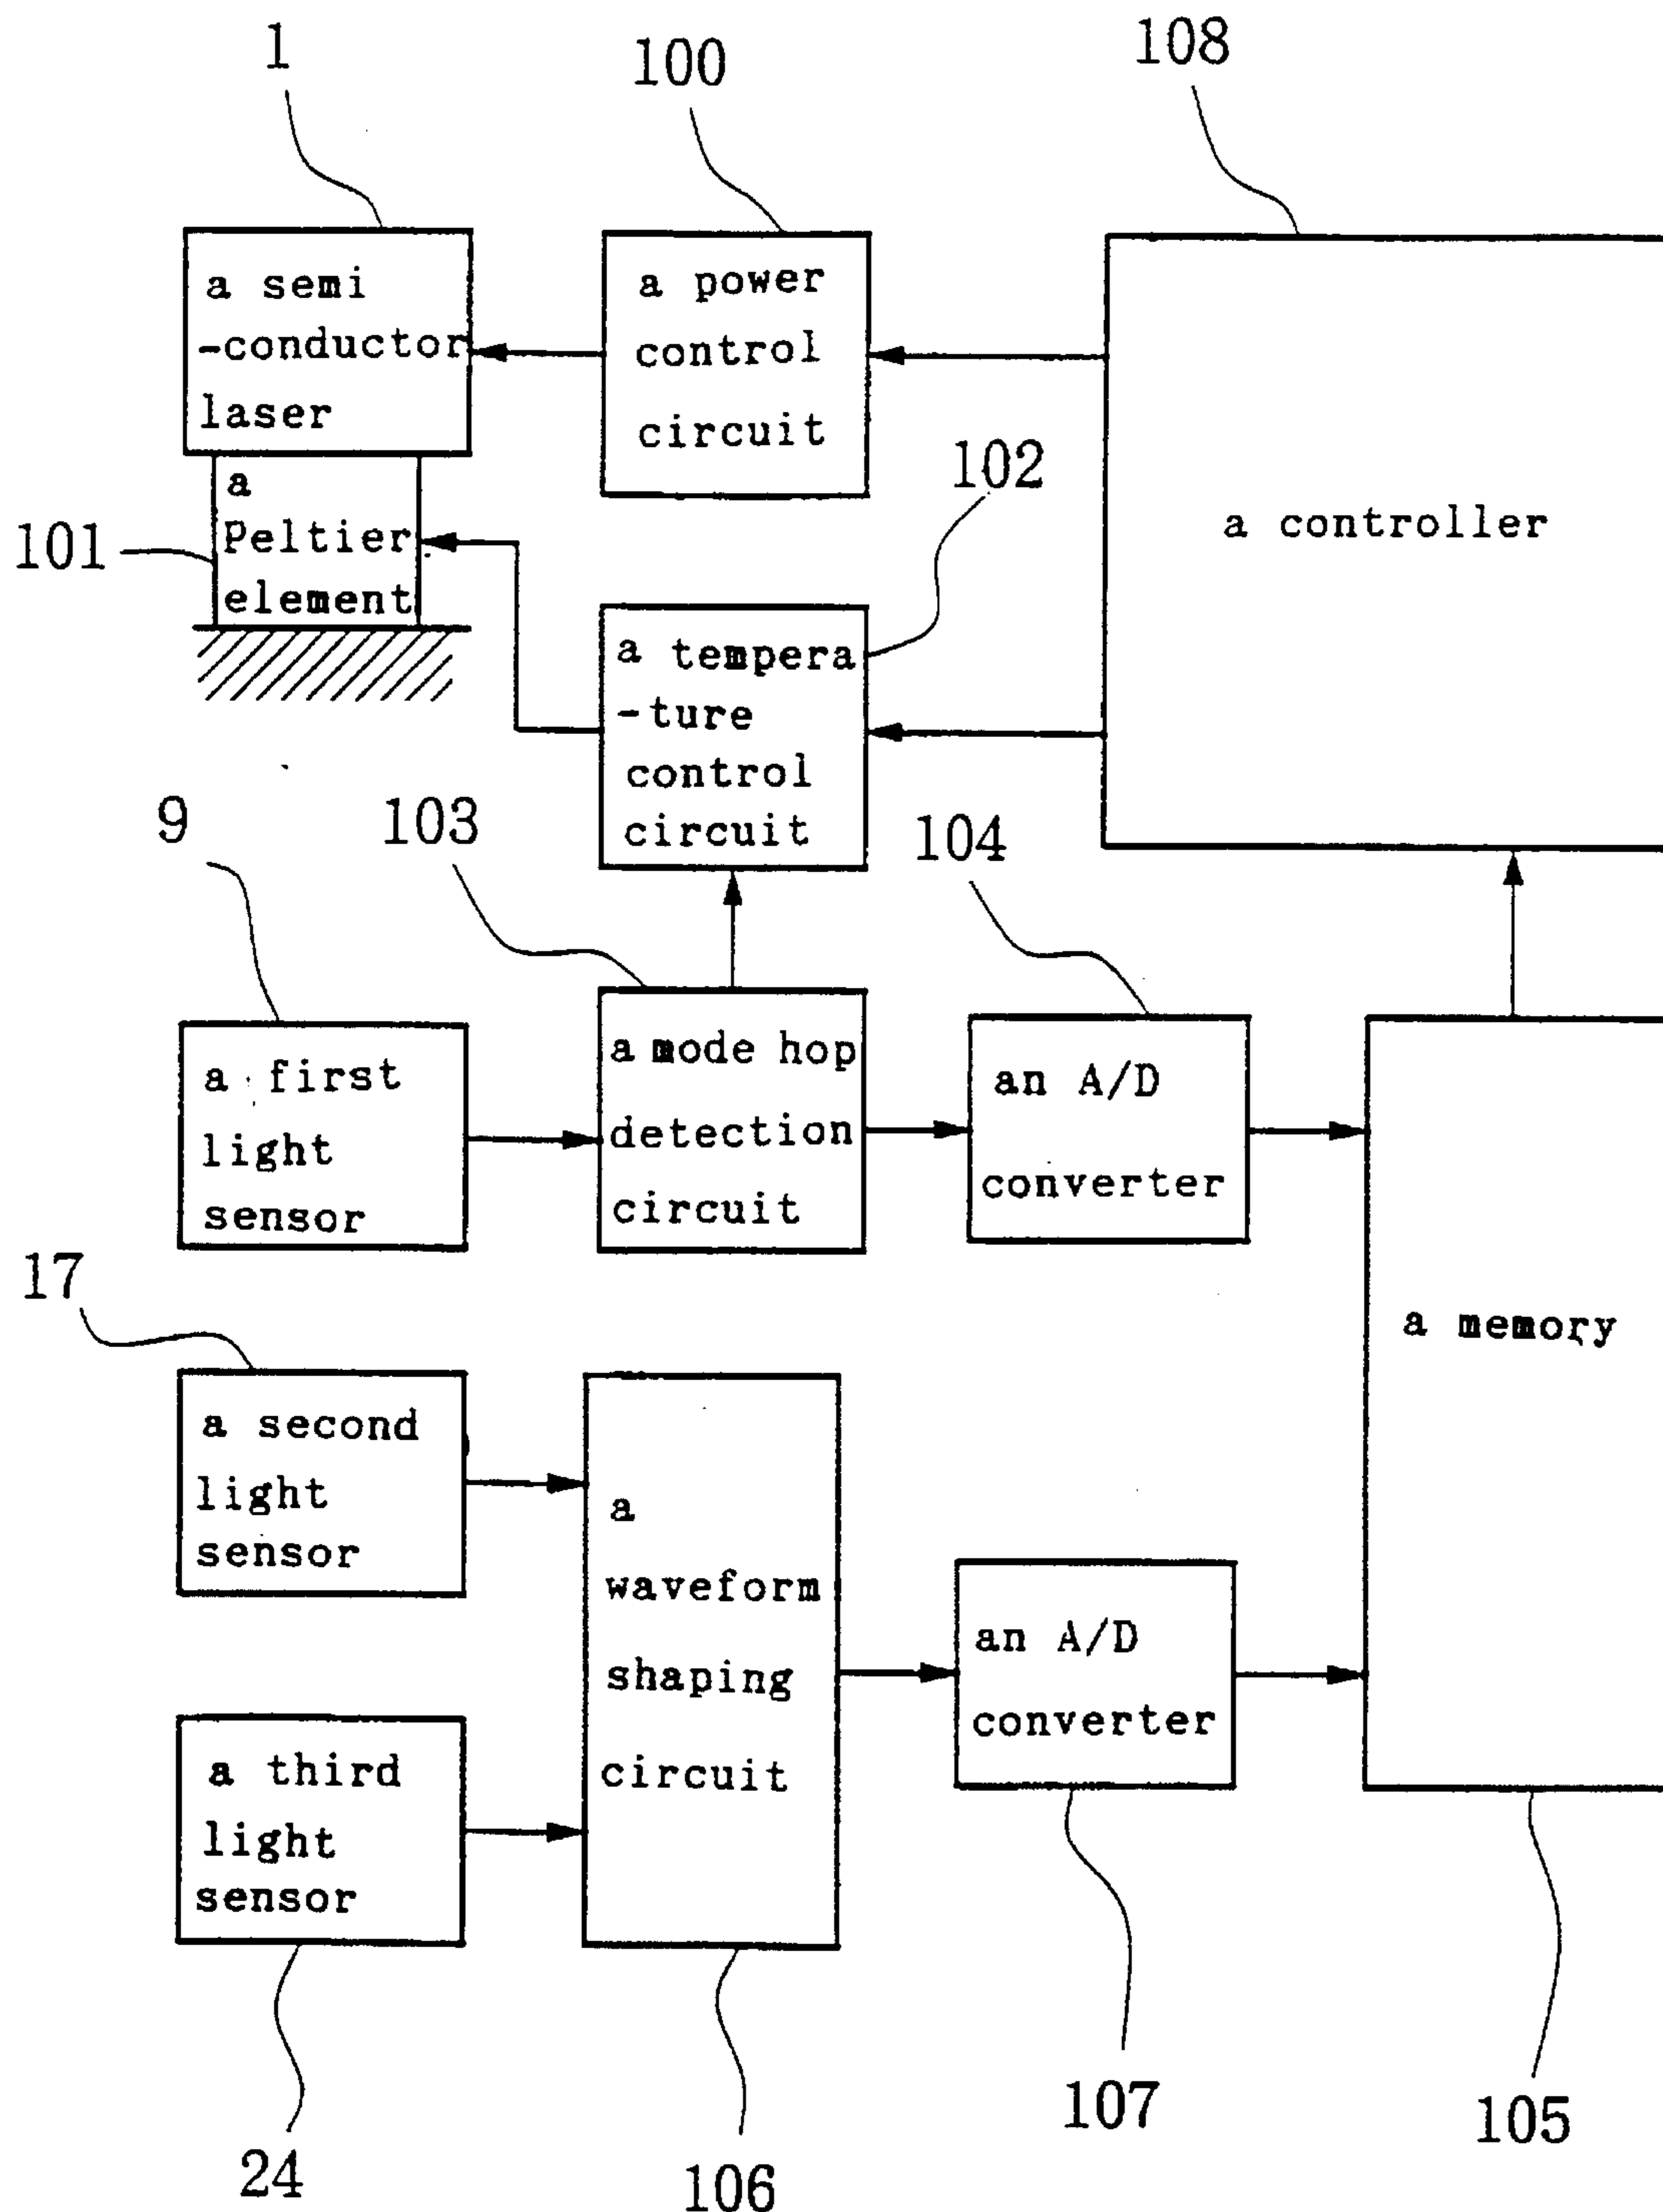 1
100
108
a semi
-conductor
laser
a power
control
circuit
a controller
102
101
a
Peltier
element
a tempera
-ture
control
circuit
9
103
104
a first
light
sensor
a mode hop
detection
circuit
an A/D
converter
17
a memory
a second
light
sensor
a
waveform
shaping
circuit
an A/D
converter
a third
light
sensor
24
106
107
105